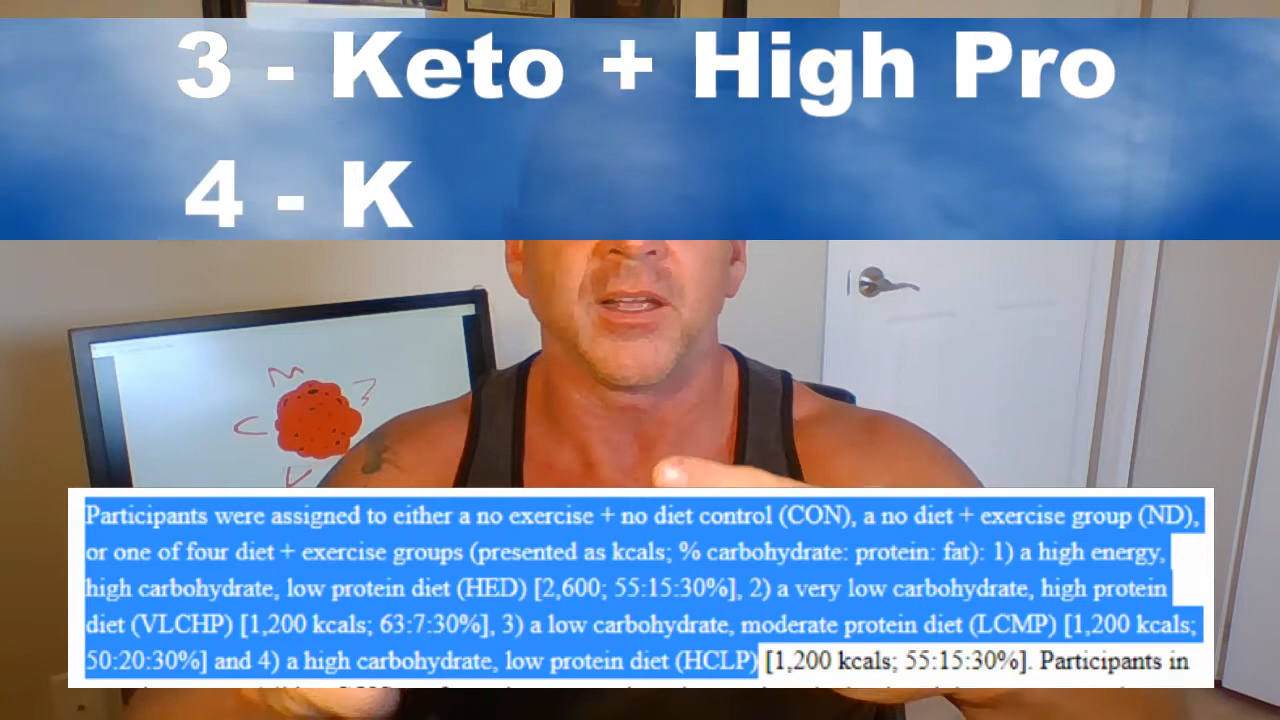 3 - Keto + High Pro
4 - K
Participants were assigned to either a no exercise + no diet control (CON), a no diet + exercise group (ND),
or one of four diet + exercise groups (presented as kcals; % carbohydrate: protein: fat): 1) a high energy,
high carbohydrate, low protein diet (HED) [2,600; 55:15:30%], 2) a very low carbohydrate, high protein
diet (VLCHP) [1,200 kcals; 63:7:30%], 3) a low carbohydrate, moderate protein diet (LCMP) [1,200 kcals;
50:20:30%] and 4) a high carbohydrate, low protein diet (HCLP) [1,200 kcals; 55:15:30%]. Participants in